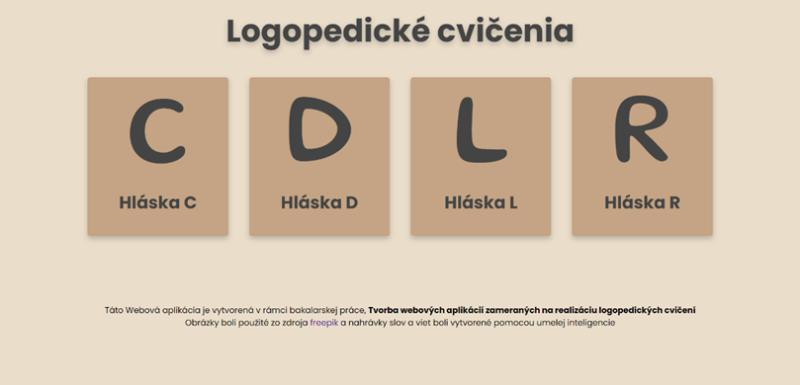 Logopedické cvičenia
C D L R
Hláska C Hláska D Hláska L Hláska R
Táto Webová aplikácia je vytvorená v rámci bakalarskej práce, Tvorba webových aplikácií zameraných na realizáciu logopedických cvičení
Obrázky boli použité zo zdroja freepik a nahrávky slov a viet boli vytvorené pomocou umelej inteligencie